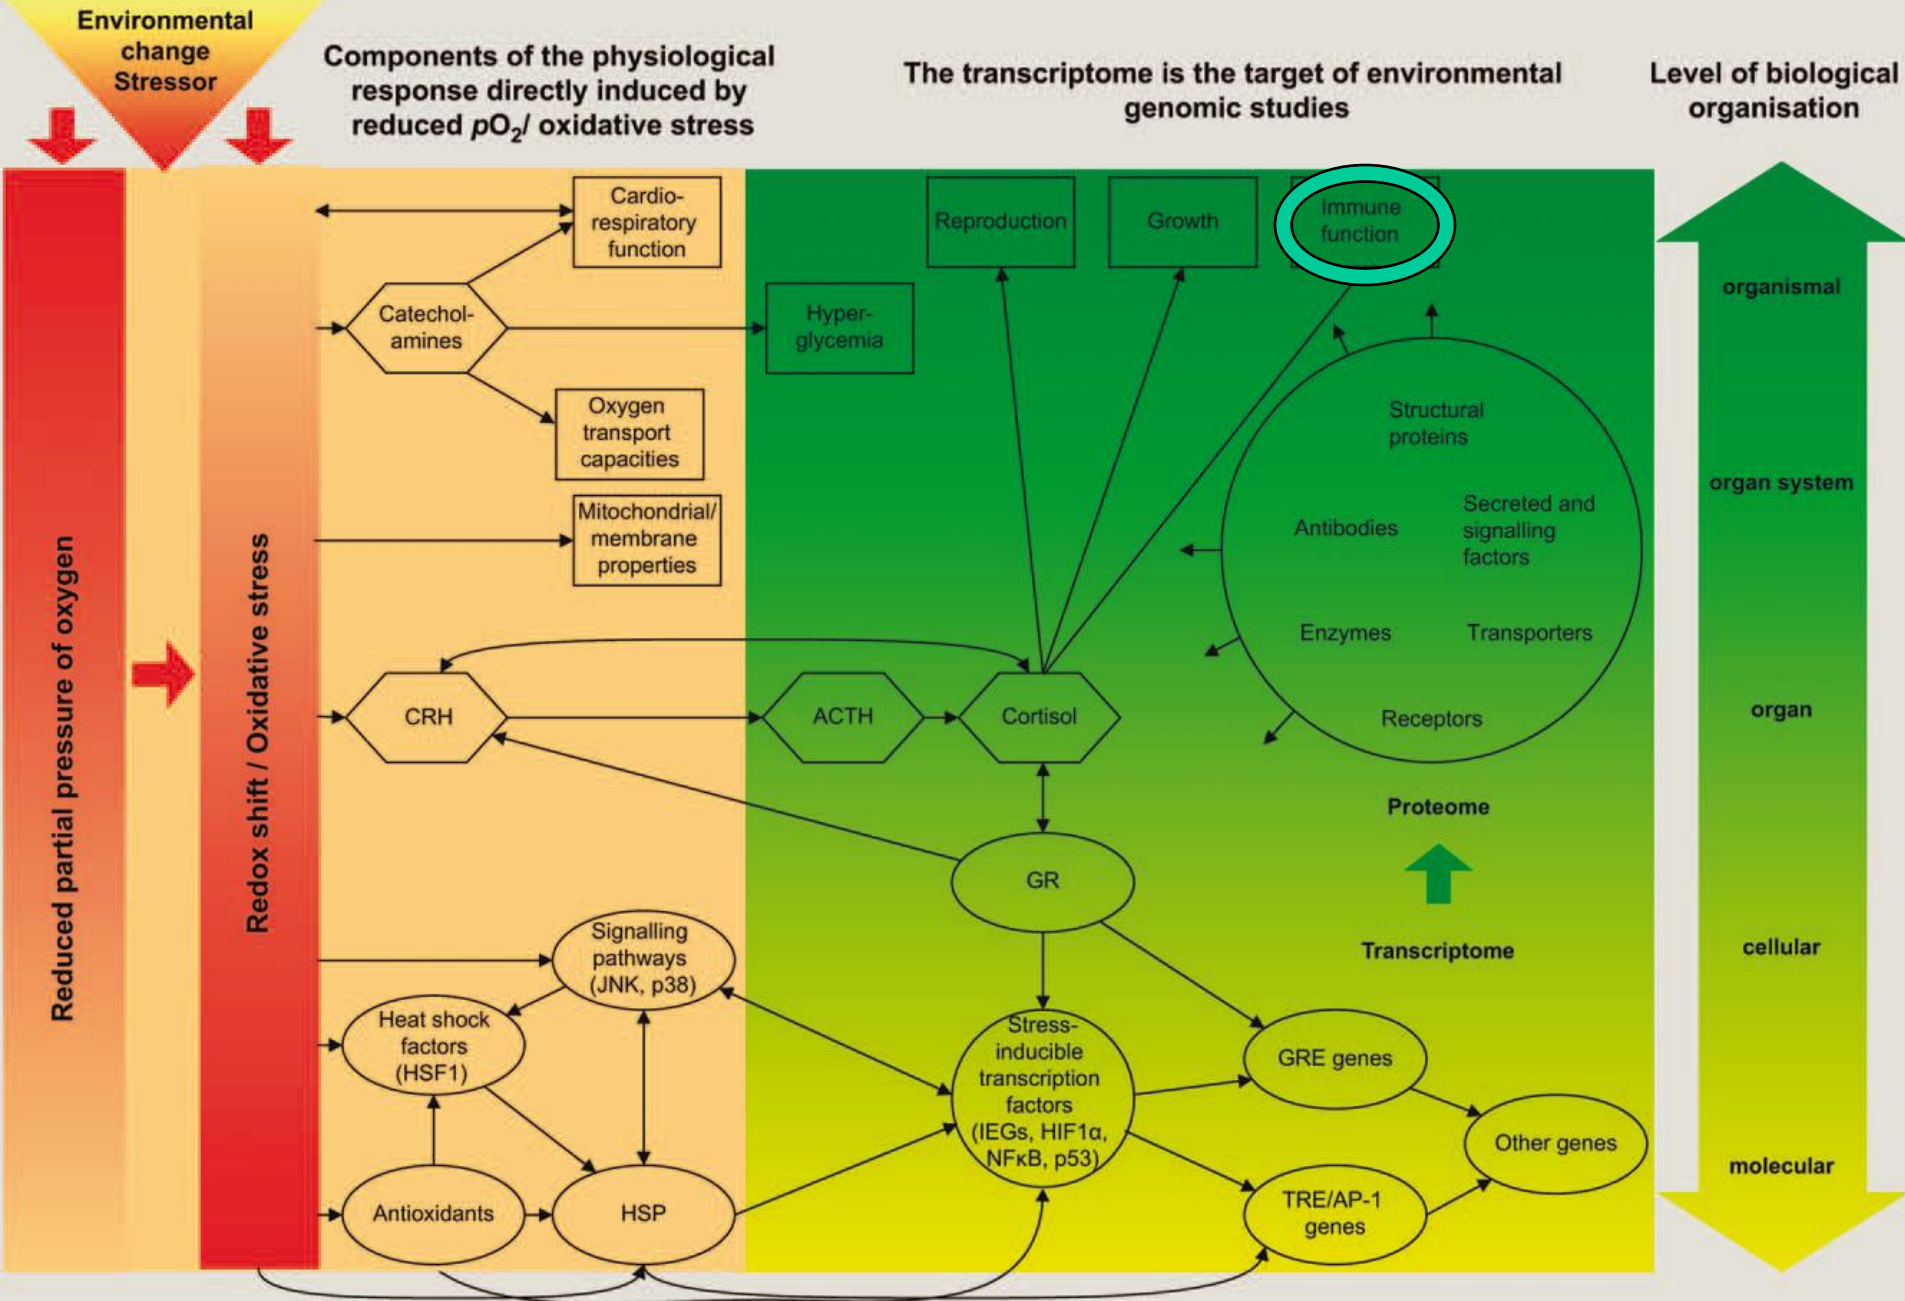 Environmental
change
Stressor
Components of the physiological
response directly induced by
reduced pO₂/ oxidative stress
The transcriptome is the target of environmental
genomic studies
Level of biological
organisation
Reduced partial pressure of oxygen
Redox shift / Oxidative stress
Cardio-
respiratory
function
Catechol-
amines
Oxygen
transport
capacities
Mitochondrial/
membrane
properties
CRH
Signalling
pathways
(JNK, p38)
Heat shock
factors
(HSF1)
Antioxidants
HSP
Reproduction
Growth
Immune
function
Hyper-
glycemia
ACTH
Cortisol
GR
Stress-
inducible
transcription
factors
(IEGs, HIF1α,
NFκB, p53)
GRE genes
TRE/AP-1
genes
Other genes
Structural
proteins
Antibodies
Secreted and
signalling
factors
Enzymes
Transporters
Receptors
Proteome
Transcriptome
organismal
organ system
organ
cellular
molecular